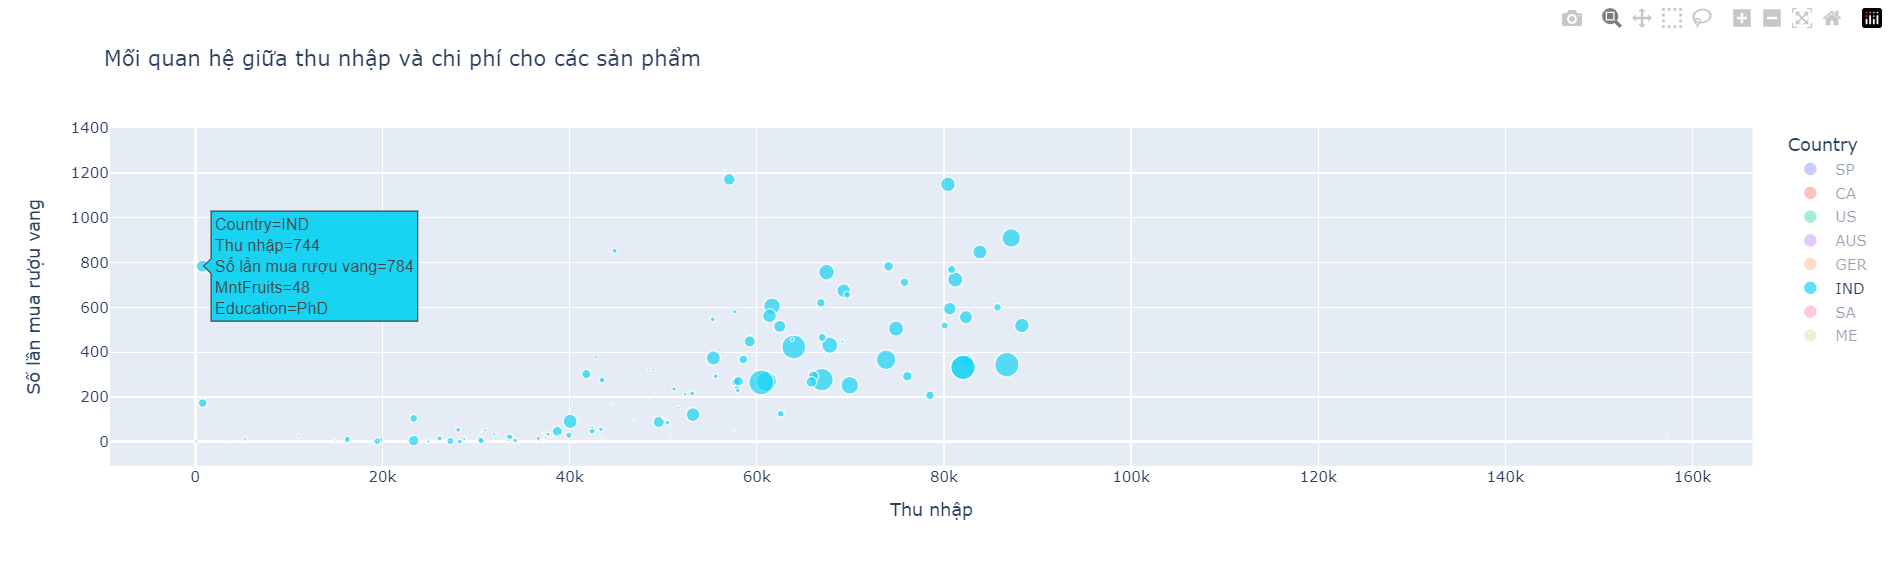 Mối quan hệ giữa thu nhập và chi phí cho các sản phẩm
1400
1200
1000
800
600
400
200
0
Số lần mua rượu vang
Country=IND
Thu nhập=744
Số lần mua rượu vang=784
MntFruits=48
Education=PhD
0
20k
40k
60k
80k
100k
120k
140k
160k
Thu nhập
Country
SP
CA
US
AUS
GER
IND
SA
ME